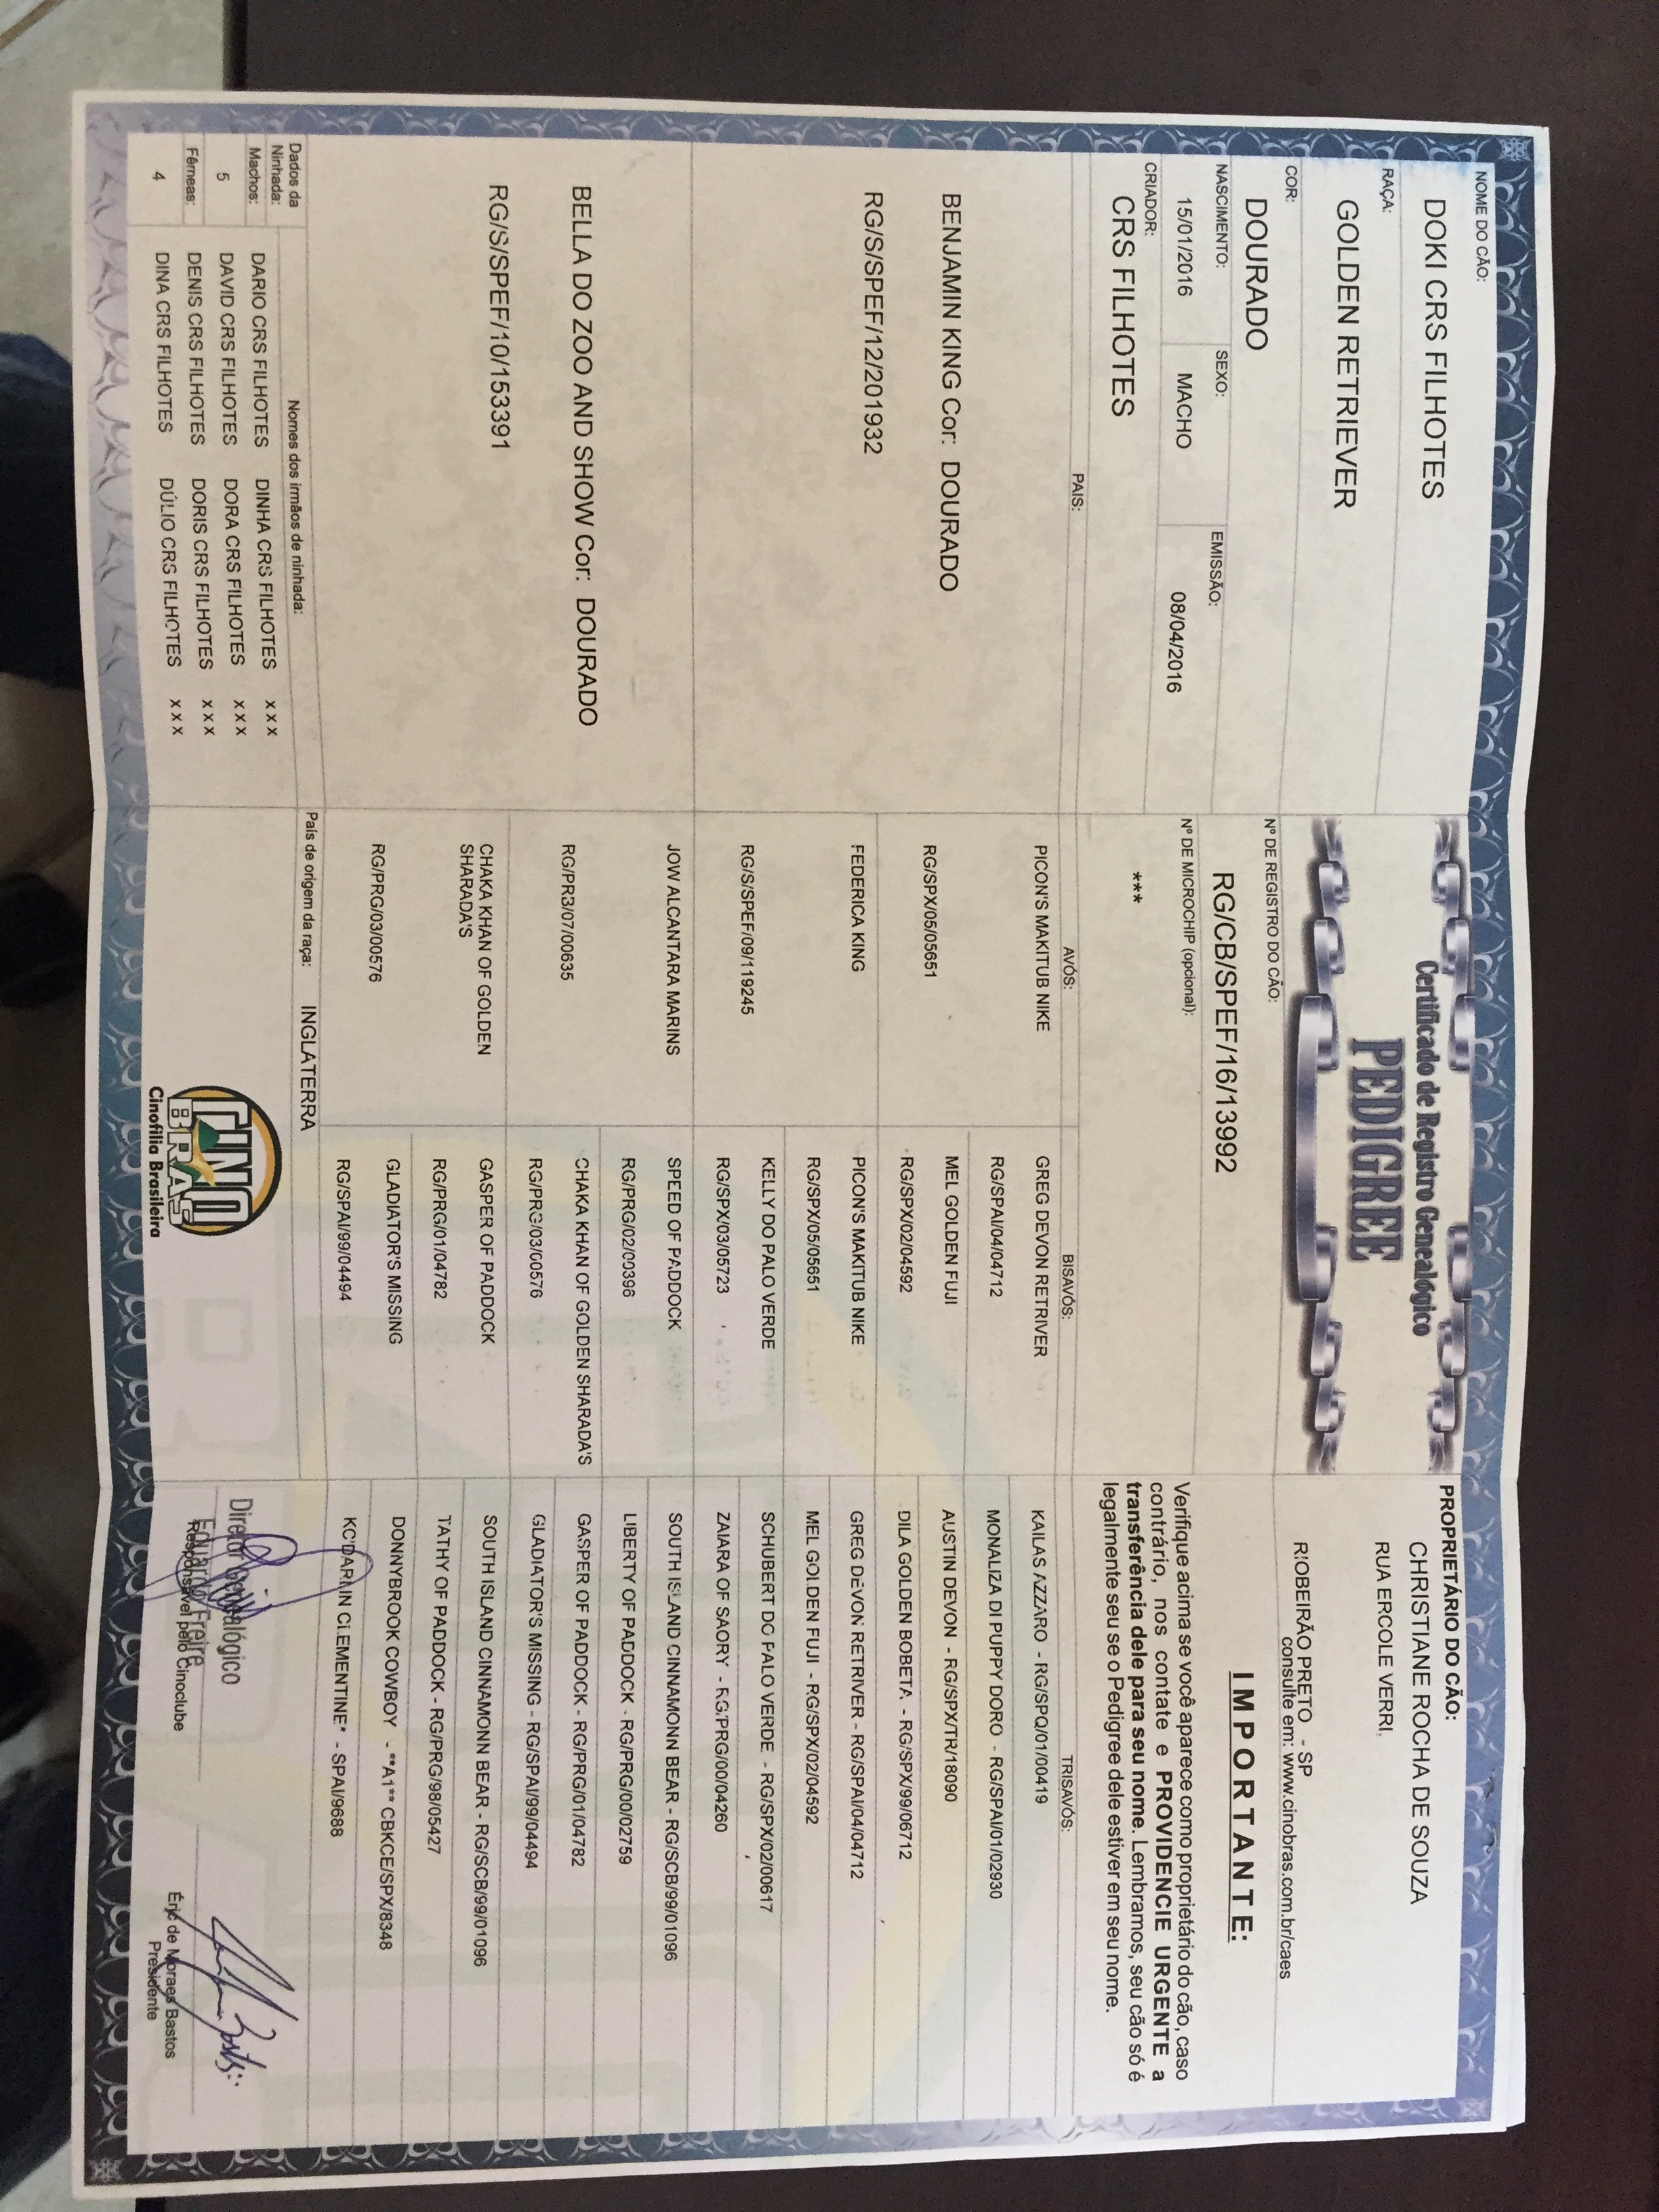 NOME DO CÃO:
DOKI CRS FILHOTES
RAÇA:
GOLDEN RETRIEVER
COR:
DOURADO
NASCIMENTO: SEXO: EMISSÃO:
15/01/2016 MACHO 08/04/2016
CRIADOR:
CRS FILHOTES
Certificado de Registro Genealógico
PEDIGREE
Nº DE REGISTRO DO CÃO:
RG/CB/SPEF/16/13992
Nº DE MICROCHIP (opcional):
***
PROPRIETÁRIO DO CÃO:
CHRISTIANE ROCHA DE SOUZA
RUA ERCOLE VERRI,
RIOBEIRÃO PRETO - SP
consulte em: www.cinobras.com.br/caes
IMPORTANTE:
Verifique acima se você aparece como proprietário do cão, caso
contrário, nos contate e PROVIDENCIE URGENTE a
transferência dele para seu nome. Lembramos, seu cão só é
legalmente seu se o Pedigree dele estiver em seu nome.
PAIS:
BENJAMIN KING Cor: DOURADO
RG/S/SPEF/12/201932
BELLA DO ZOO AND SHOW Cor: DOURADO
RG/S/SPEF/10/153391
AVÓS:
PICON'S MAKITUB NIKE
RG/SPX/05/05651
FEDERICA KING
RG/S/SPEF/09/119245
JOW ALCANTARA MARINS
RG/PR3/07/00635
CHAKA KHAN OF GOLDEN
SHARADA'S
RG/PRG/03/00576
BISAVÓS:
GREG DEVON RETRIVER
RG/SPAI/04/04712
MEL GOLDEN FUJI
RG/SPX/02/04592
PICON'S MAKITUB NIKE
RG/SPX/05/05651
KELLY DO PALO VERDE
RG/SPX/03/05723
SPEED OF PADDOCK
RG/PRG/02/00396
CHAKA KHAN OF GOLDEN SHARADA'S
RG/PRG/03/00576
GASPER OF PADDOCK
RG/PRG/01/04782
GLADIATOR'S MISSING
RG/SPAI/99/04494
TRISAVÓS:
KAILAS AZZARO - RG/SPQ/01/00419
MONALIZA DI PUPPY DORO - RG/SPAI/01/02930
AUSTIN DEVON - RG/SPX/TR/18090
DILA GOLDEN BOBETA - RG/SPX/99/06712
GREG DEVON RETRIVER - RG/SPAI/04/04712
MEL GOLDEN FUJI - RG/SPX/02/04592
SCHUBERT DO PALO VERDE - RG/SPX/02/00617
ZAIARA OF SAORY - RG/PRG/00/04260
SOUTH ISLAND CINNAMONN BEAR - RG/SCB/99/01096
LIBERTY OF PADDOCK - RG/PRG/00/02759
GASPER OF PADDOCK - RG/PRG/01/04782
GLADIATOR'S MISSING - RG/SPAI/99/04494
SOUTH ISLAND CINNAMONN BEAR - RG/SCB/99/01096
TATHY OF PADDOCK - RG/PRG/98/05427
DONNYBROOK COWBOY - **A1** CBKCE/SPX/8348
KC'DARLIN CLEMENTINE* - SPAI/9688
Dados da
Ninhada:
Machos:
5
Fêmeas:
4
Nomes dos irmãos de ninhada:
DARIO CRS FILHOTES DINHA CRS FILHOTES xxx
DAVID CRS FILHOTES DORA CRS FILHOTES xxx
DENIS CRS FILHOTES DORIS CRS FILHOTES xxx
DINA CRS FILHOTES DÚLIO CRS FILHOTES xxx
País de origem da raça: INGLATERRA
CINO
BRAS
Cinofilia Brasileira
Diretor Genealógico
Eduardo Freire
Responsável pelo Cinoclube
Éric de Moraes Bastos
Presidente